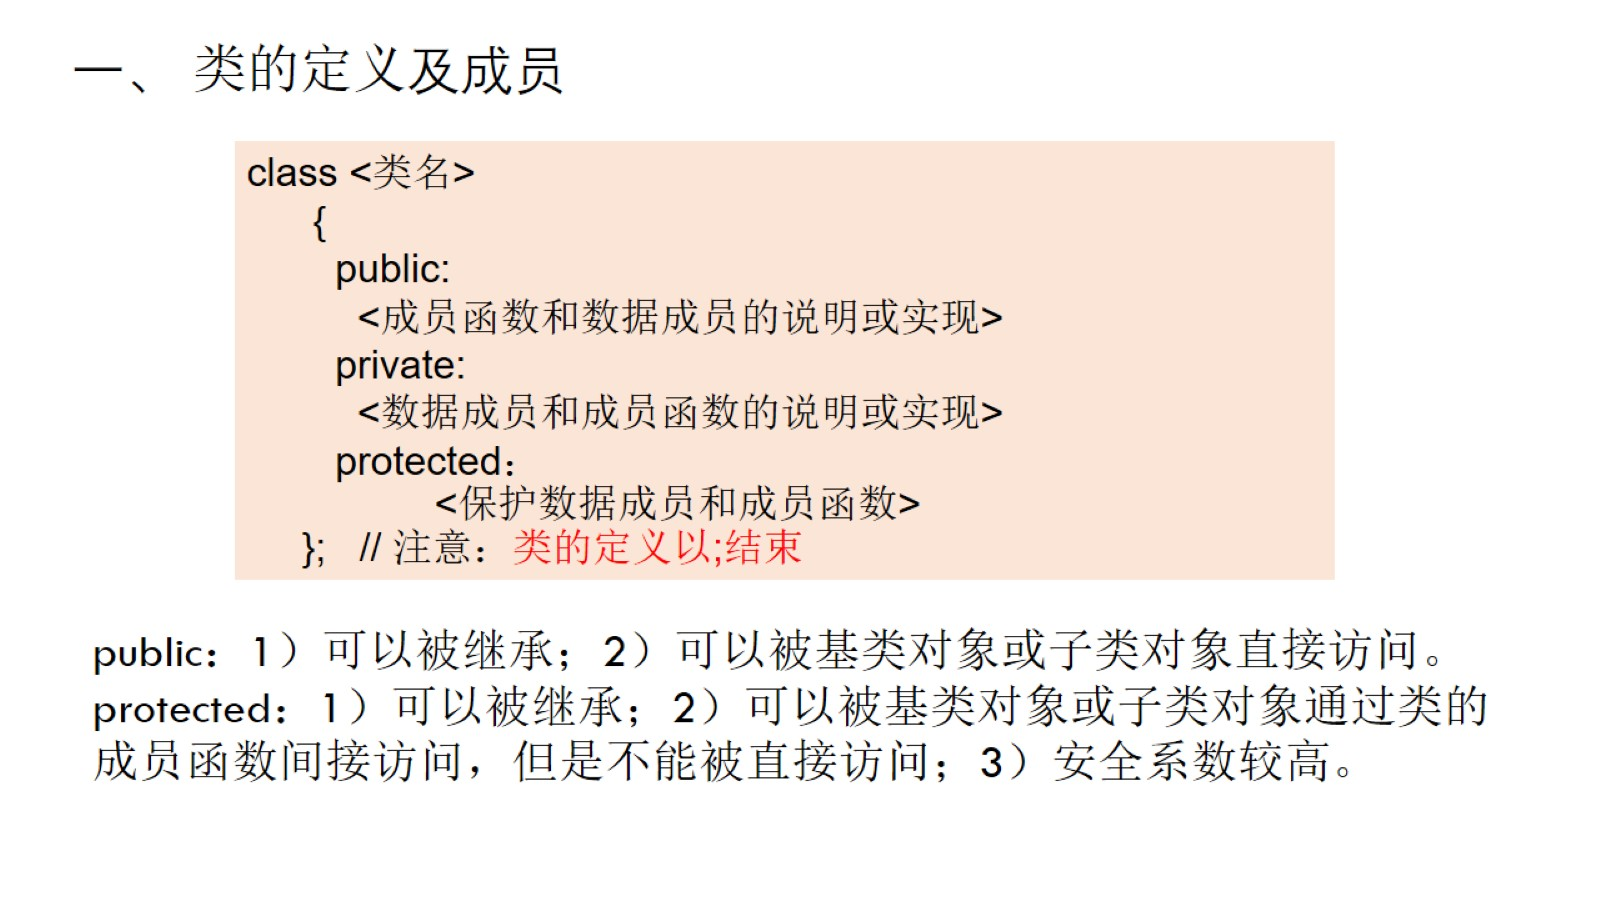 一、 类的定义及成员
class <类名>
{
public:
<成员函数和数据成员的说明或实现>
private:
<数据成员和成员函数的说明或实现>
protected：
<保护数据成员和成员函数>
}; // 注意：类的定义以;结束
public：1）可以被继承；2）可以被基类对象或子类对象直接访问。
protected：1）可以被继承；2）可以被基类对象或子类对象通过类的
成员函数间接访问，但是不能被直接访问；3）安全系数较高。